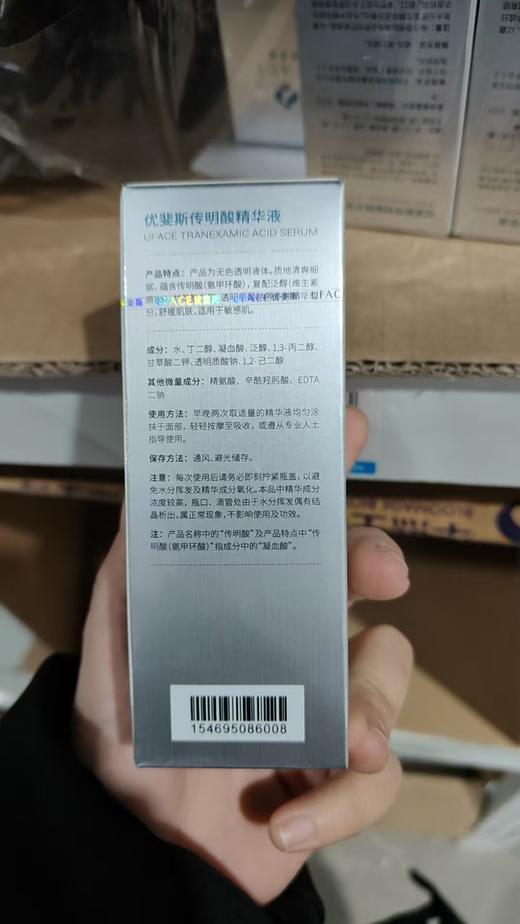 优斐斯传明酸精华液
UFACE TRANEXAMIC ACID SERUM
产品特点：产品为无色透明液体。质地清爽细
腻，蕴含传明酸（氨甲环酸），复配泛醇（维生素
分，舒缓肌肤，适用于敏感肌。
成分：水、丁二醇、凝血酸、泛醇、1,3-丙二醇、
甘草酸二钾、透明质酸钠、1,2-己二醇
其他微量成分：精氨酸、辛酰羟肟酸、EDTA
二钠
使用方法：早晚两次取适量的精华液均匀涂
抹于面部，轻轻按摩至吸收，或遵从专业人士
指导使用。
保存方法：通风、避光储存。
注意：每次使用后请务必即刻拧紧瓶盖，以避
免水分挥发及精华成分氧化。本品中精华成分
浓度较高，瓶口、滴管处由于水分挥发偶有结
晶析出，属正常现象，不影响使用及功效。
注：产品名称中的“传明酸”及产品特点中“传
明酸（氨甲环酸）”指成分中的“凝血酸”。
154695086008